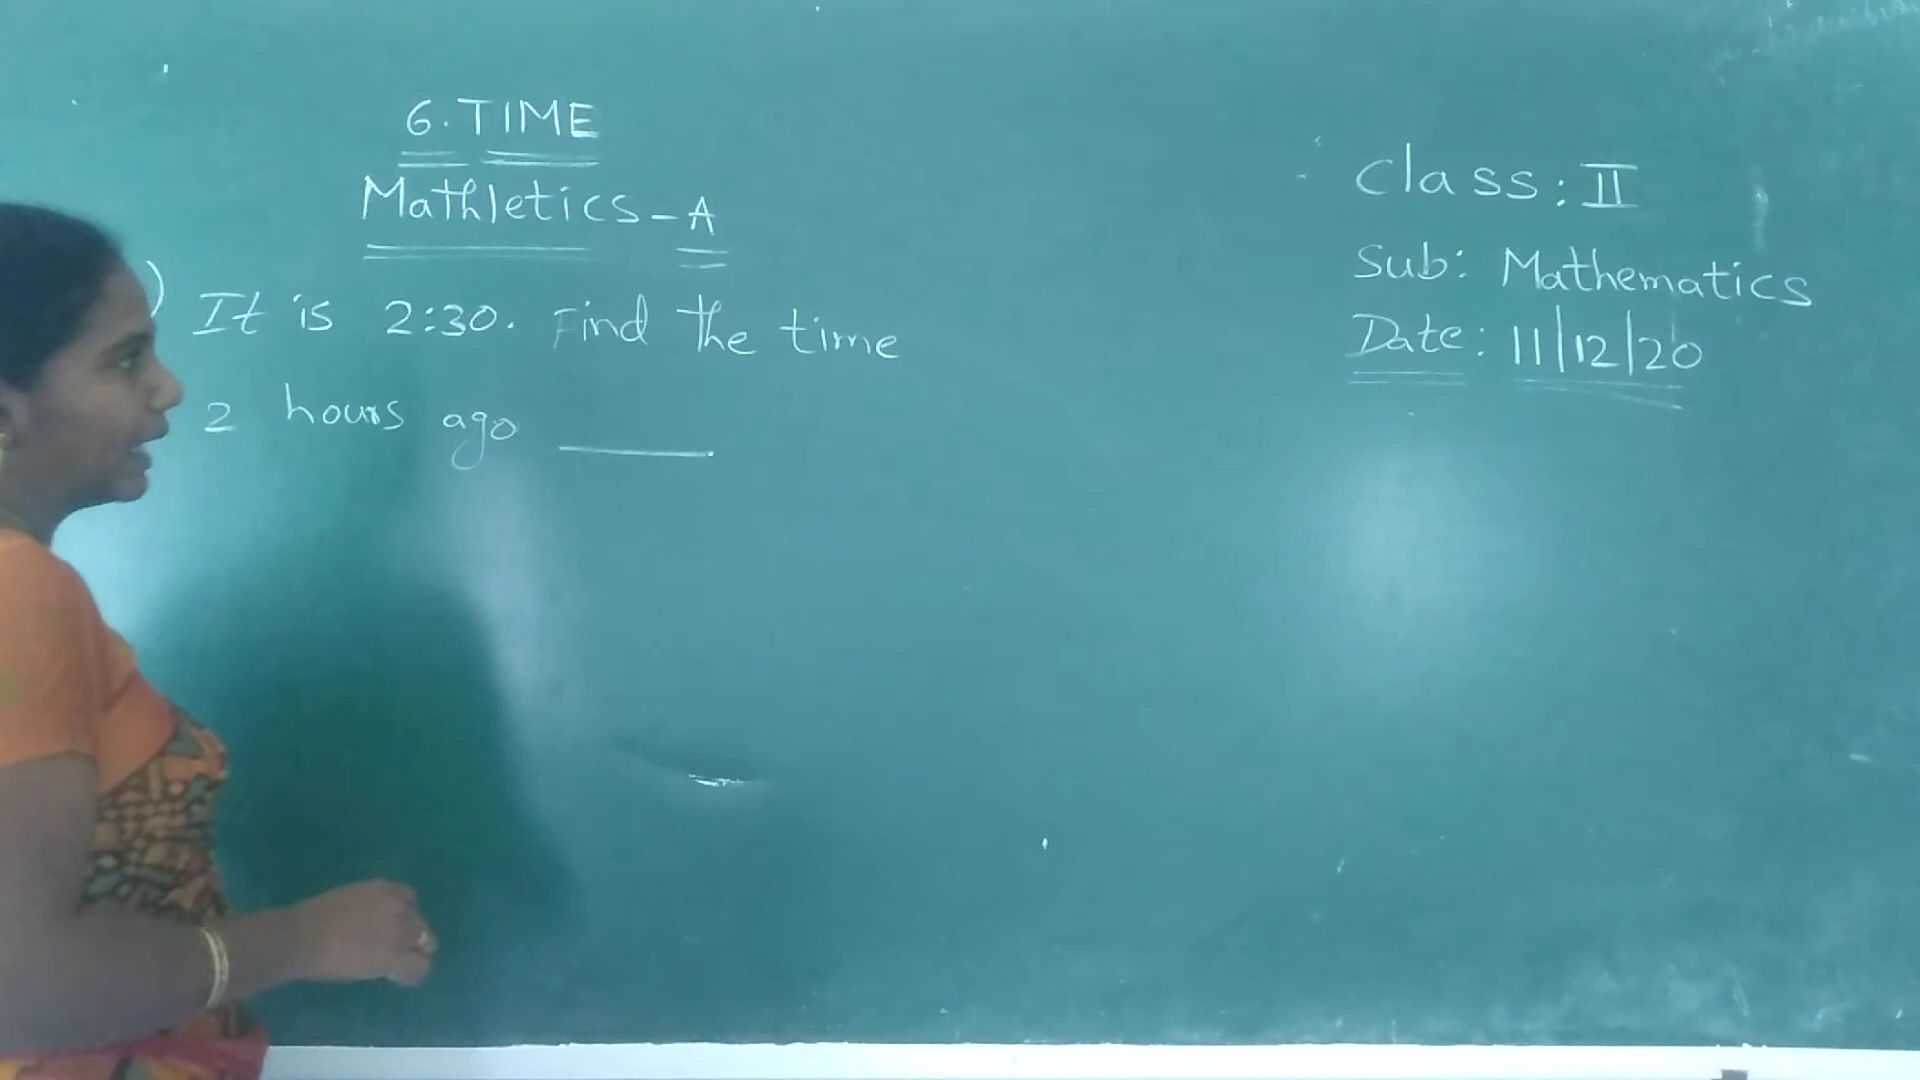 6. TIME
Mathletics - A
) It is 2:30. Find the time
2 hours ago ____
Class: II
Sub: Mathematics
Date: 11/12/20